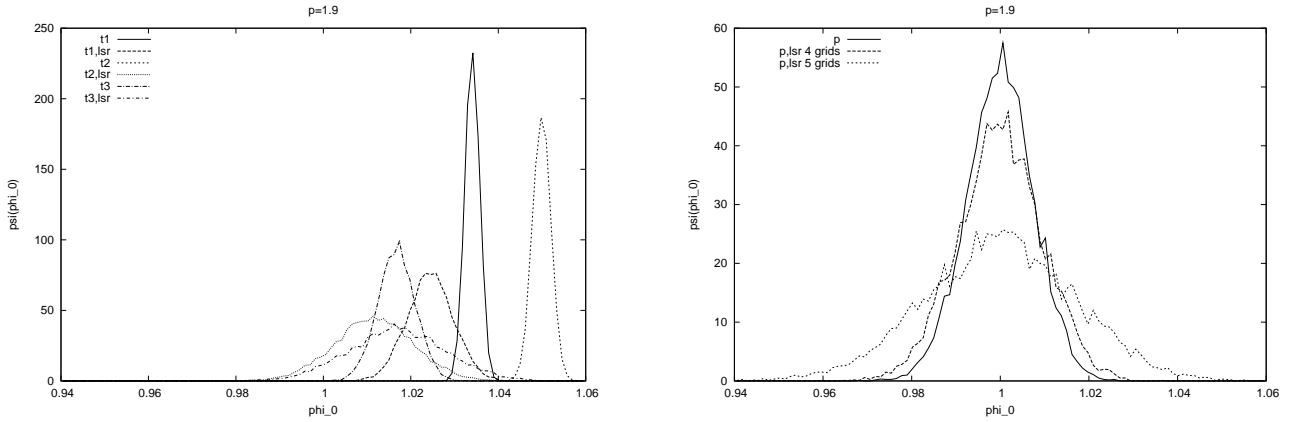 p=1.9
250
200
150
100
50
0
0.94
0.96
0.98
1
1.02
1.04
1.06
psi(phi_0)
phi_0
t1
t1,lsr
t2
t2,lsr
t3
t3,lsr
p=1.9
60
50
40
30
20
10
0
0.94
0.96
0.98
1
1.02
1.04
1.06
psi(phi_0)
phi_0
p
p,lsr 4 grids
p,lsr 5 grids